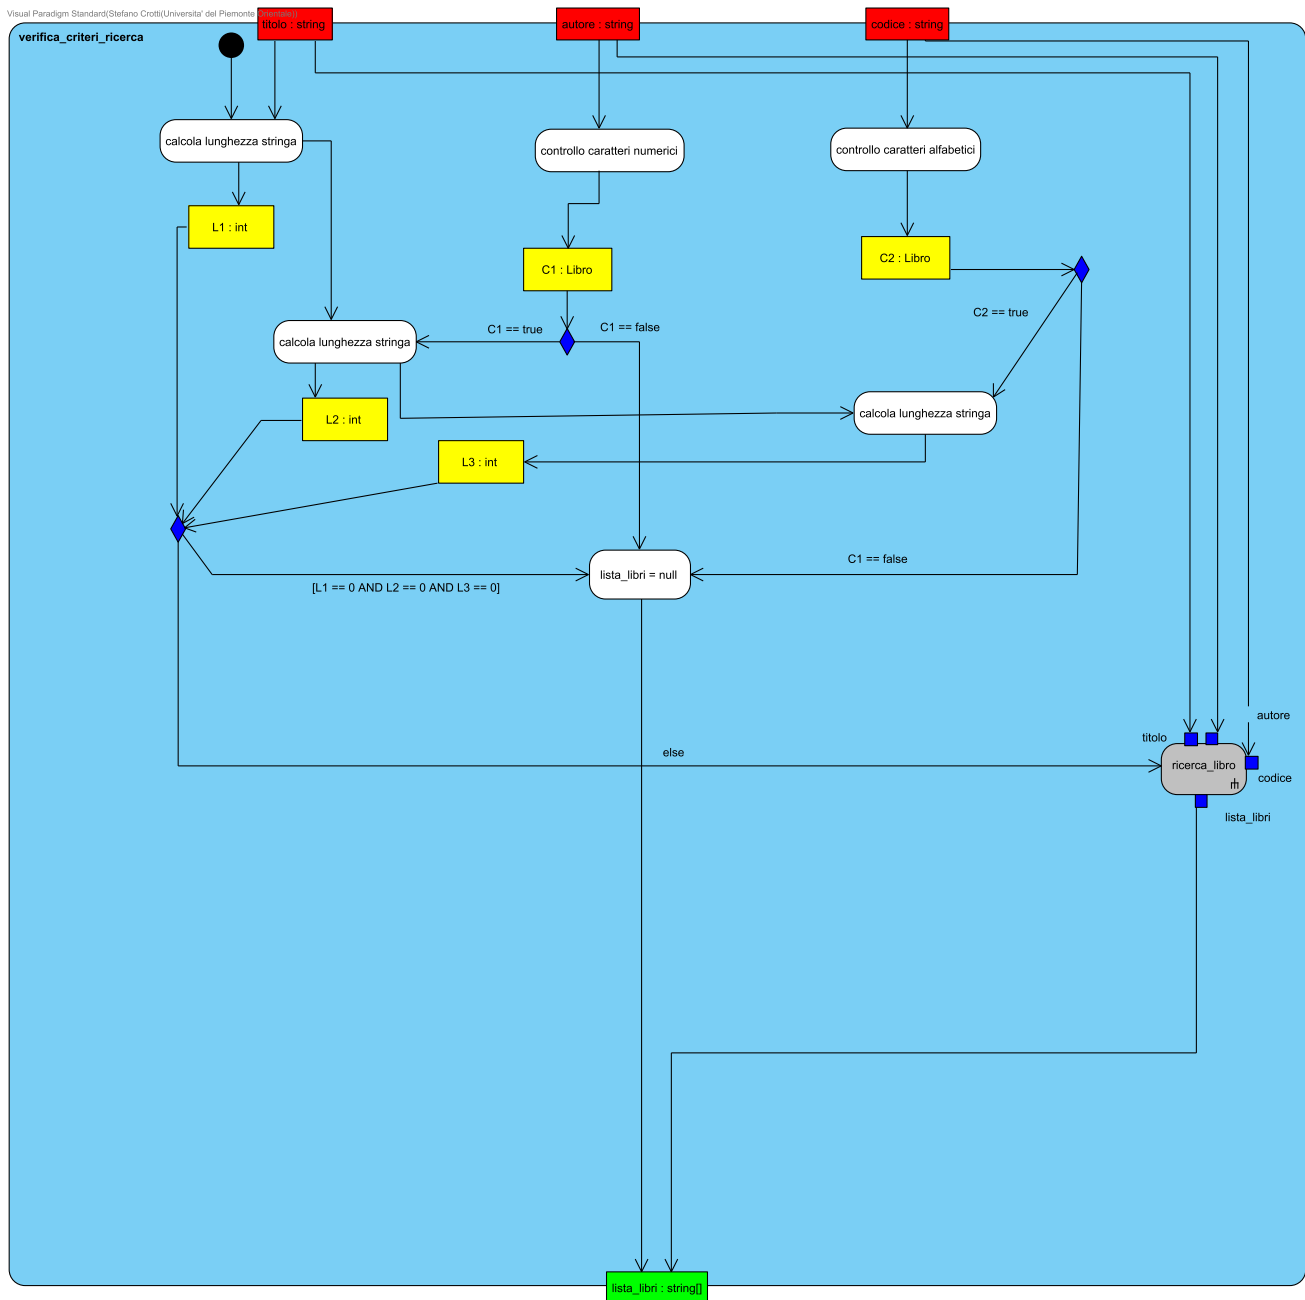 Visual Paradigm Standard(Stefano Crotti(Universita' del Piemonte Orientale))
titolo : string
autore : string
codice : string
verifica_criteri_ricerca
calcola lunghezza stringa
controllo caratteri numerici
controllo caratteri alfabetici
L1 : int
C1 : Libro
C2 : Libro
C1 == true
C1 == false
C2 == true
calcola lunghezza stringa
L2 : int
calcola lunghezza stringa
L3 : int
C1 == false
lista_libri = null
[L1 == 0 AND L2 == 0 AND L3 == 0]
autore
titolo
else
ricerca_libro
codice
lista_libri
lista_libri : string[]